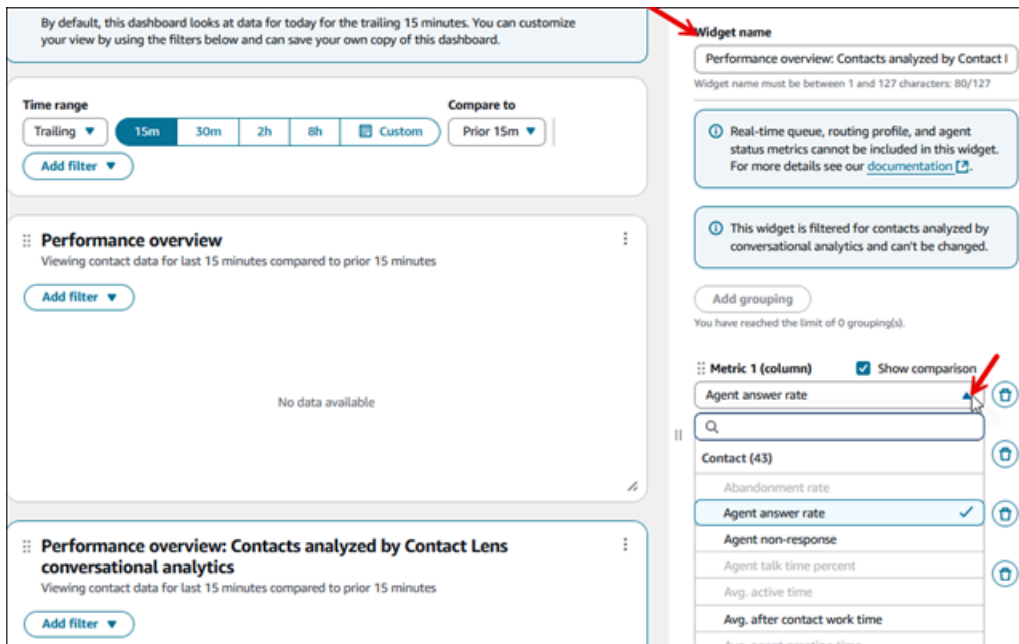 By default, this dashboard looks at data for today for the trailing 15 minutes. You can customize
your view by using the filters below and can save your own copy of this dashboard.
Time range
Compare to
Trailing
15m
30m
2h
8h
Custom
Prior 15m
Add filter
Performance overview
Viewing contact data for last 15 minutes compared to prior 15 minutes
Add filter
No data available
Performance overview: Contacts analyzed by Contact Lens
conversational analytics
Viewing contact data for last 15 minutes compared to prior 15 minutes
Add filter
Widget name
Performance overview: Contacts analyzed by Contact
Widget name must be between 1 and 127 characters: 80/127
Real-time queue, routing profile, and agent
status metrics cannot be included in this widget.
For more details see our documentation.
This widget is filtered for contacts analyzed by
conversational analytics and can't be changed.
Add grouping
You have reached the limit of 0 grouping(s).
Metric 1 (column)
Show comparison
Agent answer rate
Contact (43)
Abandonment rate
Agent answer rate
Agent non-response
Agent talk time percent
Avg. active time
Avg. after contact work time